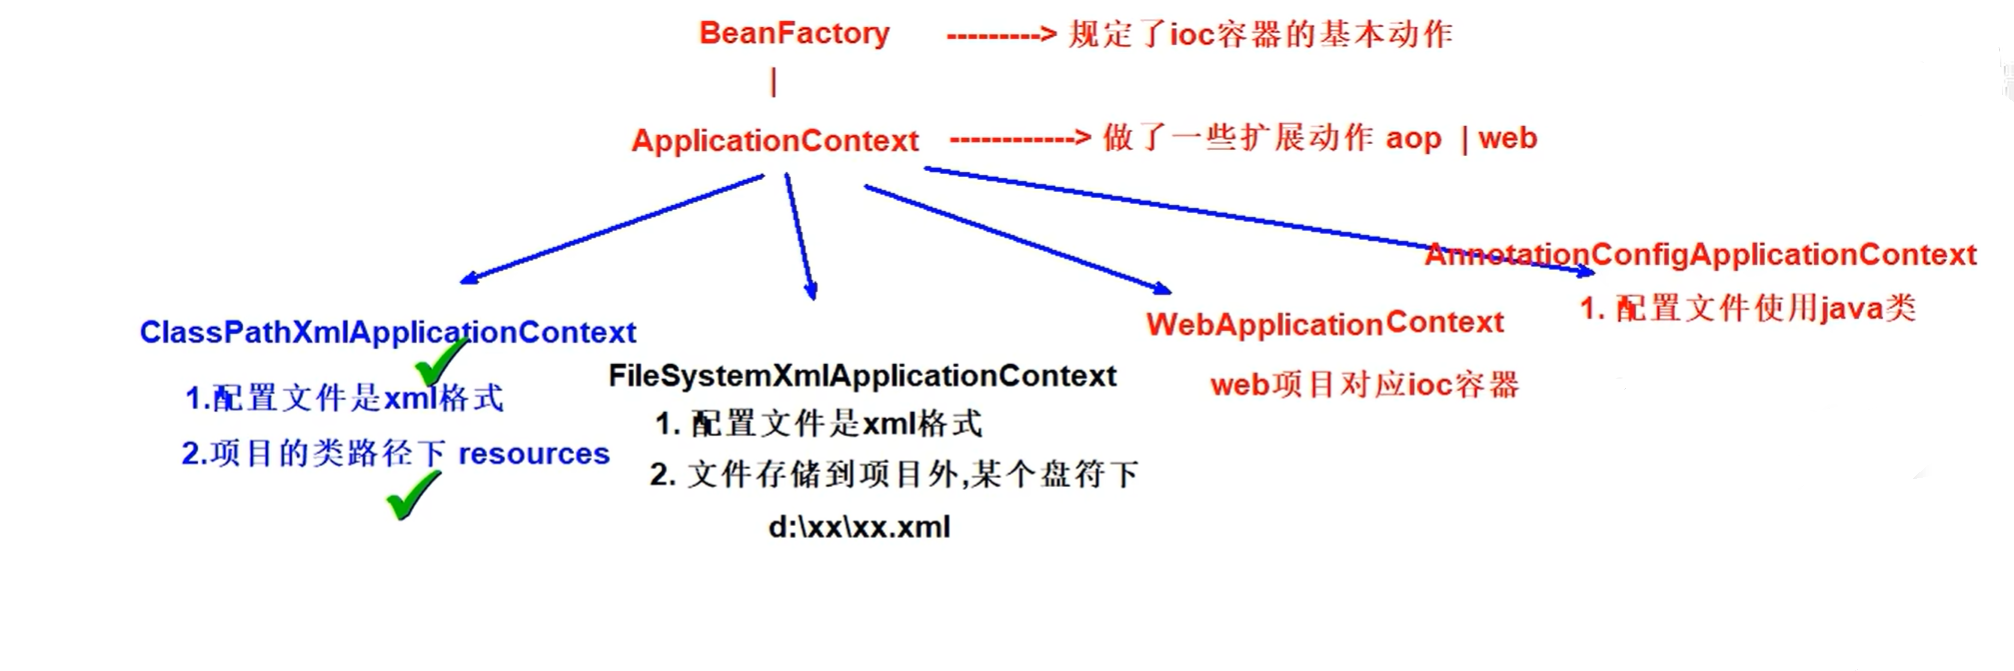 BeanFactory ---------> 规定了ioc容器的基本动作
|
ApplicationContext ------------> 做了一些扩展动作 aop | web
ClassPathXmlApplicationContext
1.配置文件是xml格式
2.项目的类路径下 resources
FileSystemXmlApplicationContext
1. 配置文件是xml格式
2. 文件存储到项目外,某个盘符下
d:\xx\xx.xml
WebApplicationContext
web项目对应ioc容器
AnnotationConfigApplicationContext
1. 配置文件使用java类